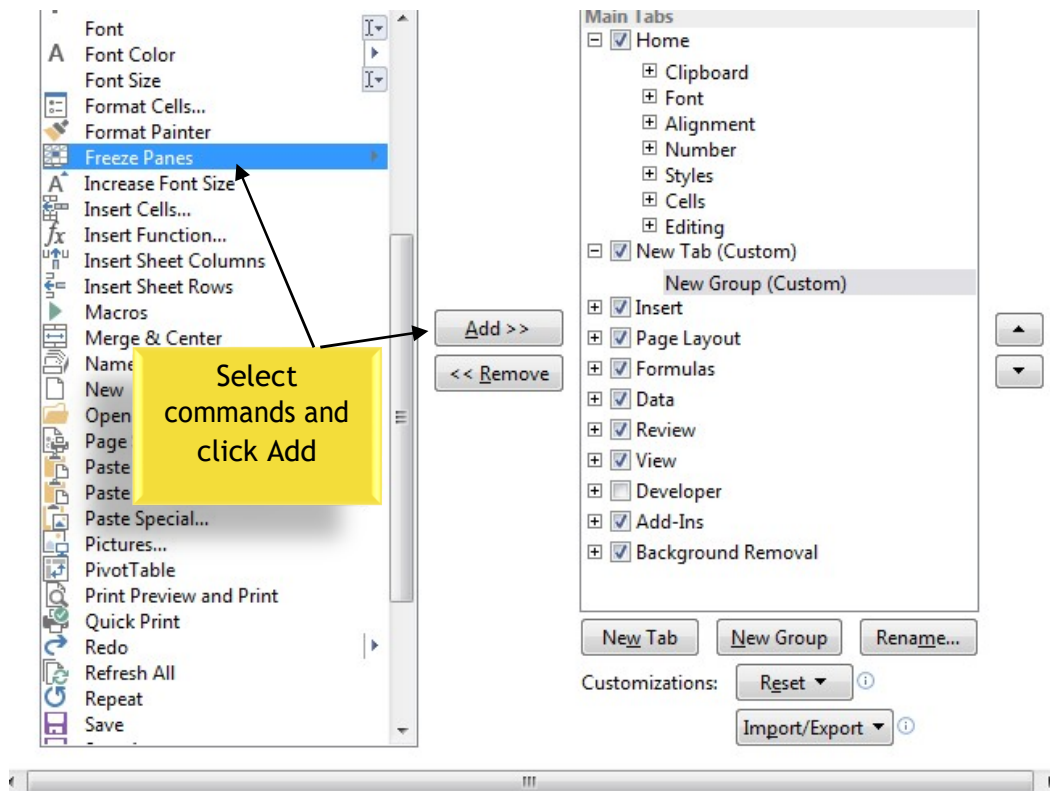 Font
A Font Color
Font Size
Format Cells...
Format Painter
Freeze Panes
A Increase Font Size
Insert Cells...
fx Insert Function...
Insert Sheet Columns
Insert Sheet Rows
Macros
Merge & Center
Name
New
Open
Page
Paste
Paste
Paste Special...
Pictures...
PivotTable
Print Preview and Print
Quick Print
Redo
Refresh All
Repeat
Save
Select
commands and
click Add
Add >>
<< Remove
Main Tabs
Home
Clipboard
Font
Alignment
Number
Styles
Cells
Editing
New Tab (Custom)
New Group (Custom)
Insert
Page Layout
Formulas
Data
Review
View
Developer
Add-Ins
Background Removal
New Tab New Group Rename...
Customizations: Reset
Import/Export